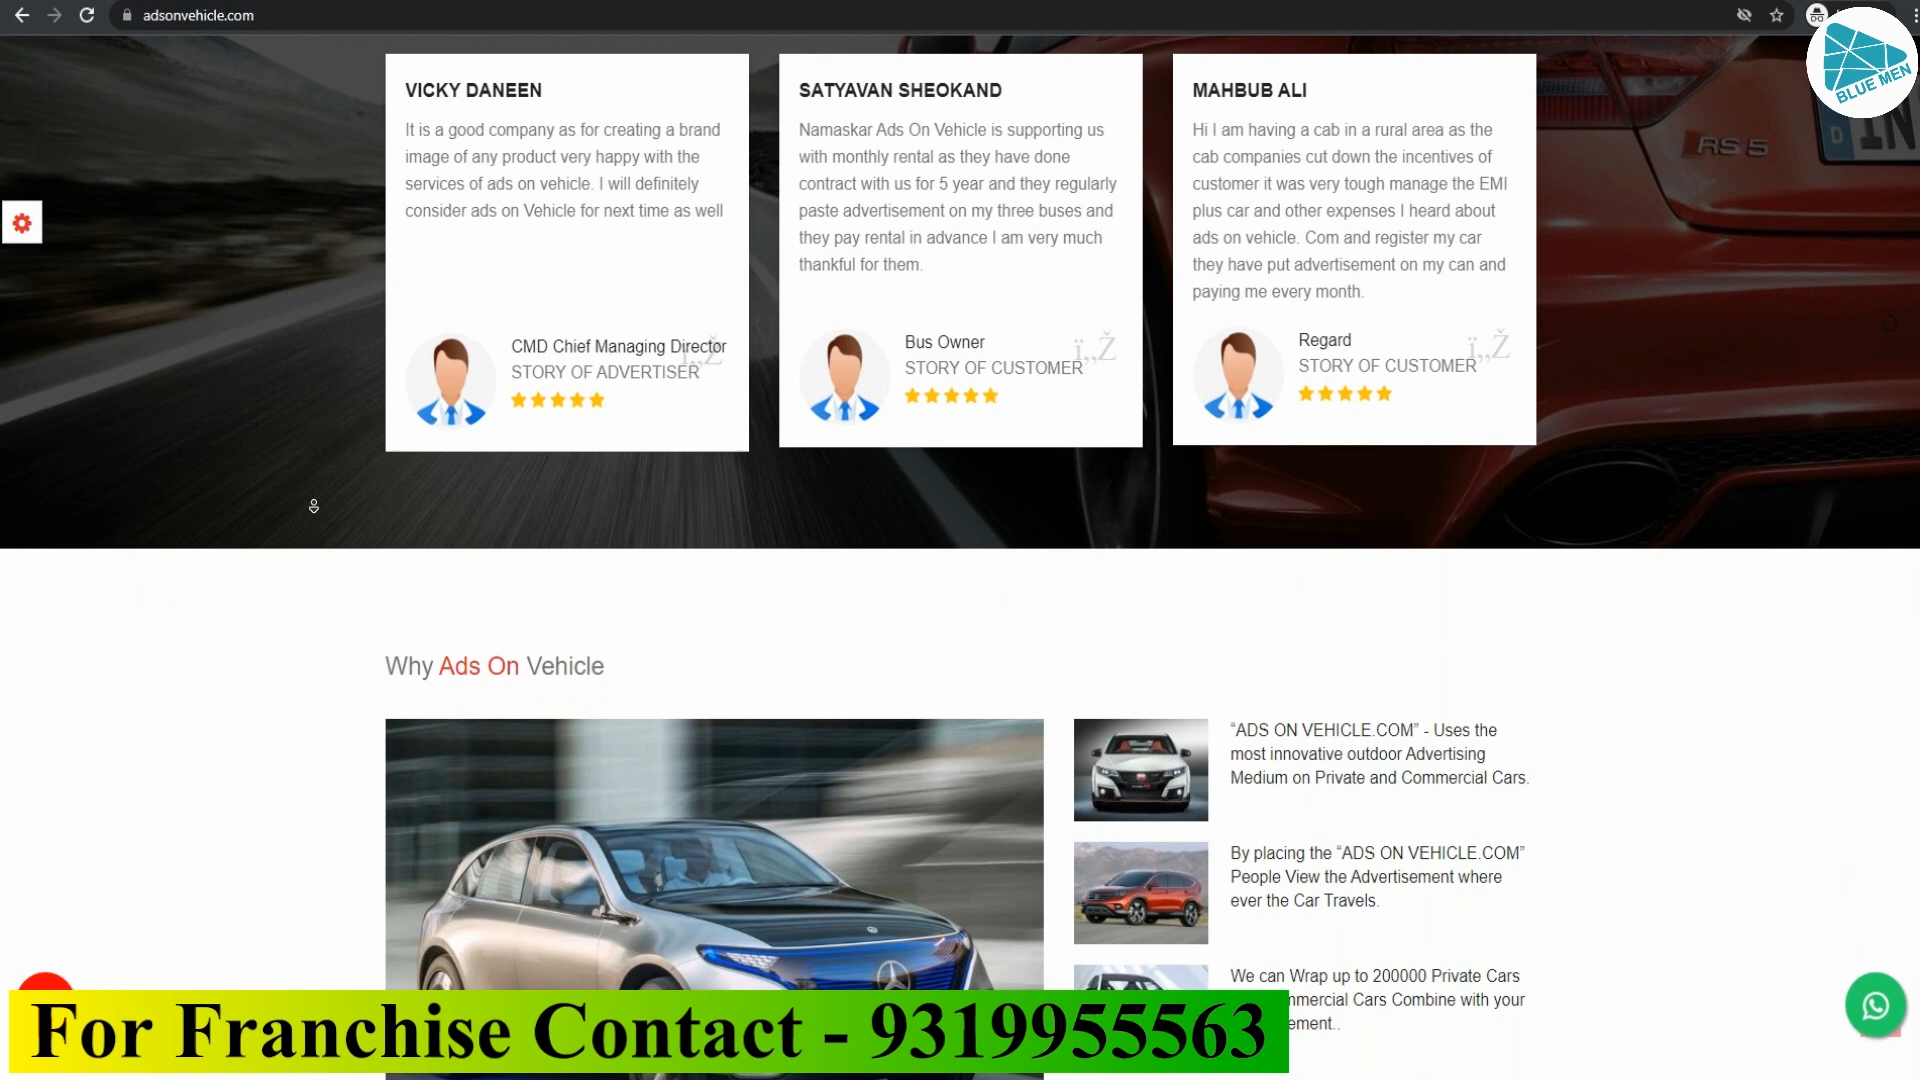 adsonvehicle.com
BLUE MEN
RS 5
D IN
VICKY DANEEN
It is a good company as for creating a brand
image of any product very happy with the
services of ads on vehicle. I will definitely
consider ads on Vehicle for next time as well
CMD Chief Managing Director
STORY OF ADVERTISER
SATYAVAN SHEOKAND
Namaskar Ads On Vehicle is supporting us
with monthly rental as they have done
contract with us for 5 year and they regularly
paste advertisement on my three buses and
they pay rental in advance I am very much
thankful for them.
Bus Owner
STORY OF CUSTOMER
ï„Ž
MAHBUB ALI
Hi I am having a cab in a rural area as the
cab companies cut down the incentives of
customer it was very tough manage the EMI
plus car and other expenses I heard about
ads on vehicle. Com and register my car
they have put advertisement on my can and
paying me every month.
Regard
STORY OF CUSTOMER
ï„Ž
Why Ads On Vehicle
“ADS ON VEHICLE.COM” - Uses the
most innovative outdoor Advertising
Medium on Private and Commercial Cars.
By placing the “ADS ON VEHICLE.COM”
People View the Advertisement where
ever the Car Travels.
We can Wrap up to 200000 Private Cars
mmercial Cars Combine with your
ement..
For Franchise Contact - 9319955563